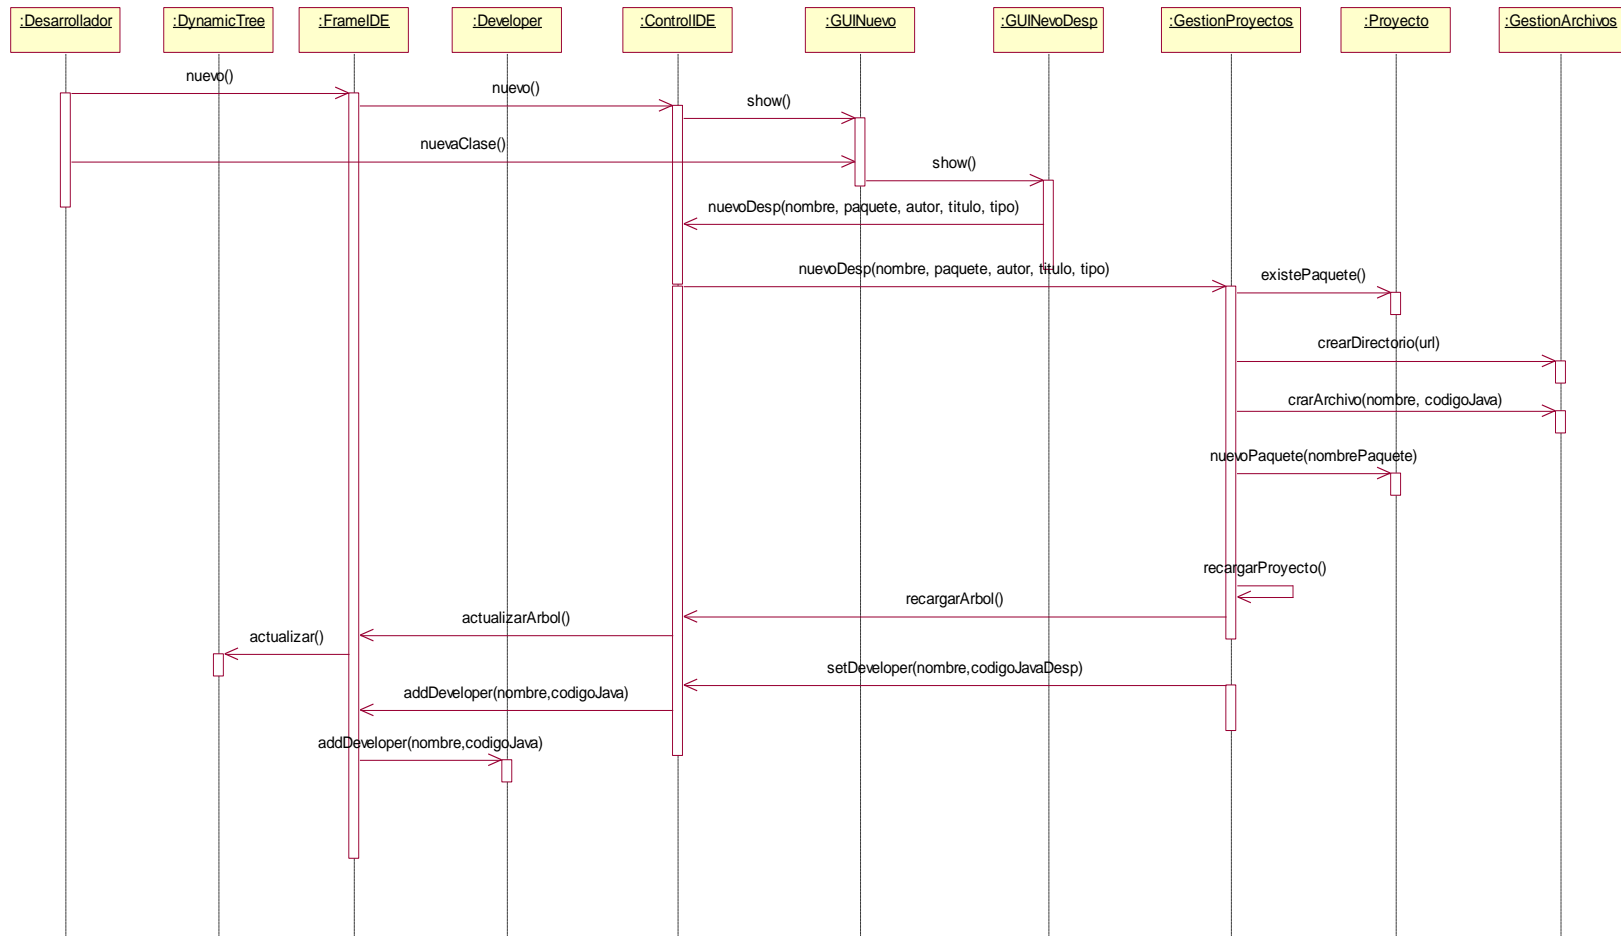 :Desarrollador
:DynamicTree
:FrameIDE
:Developer
:ControlIDE
:GUINuevo
:GUINevoDesp
:GestionProyectos
:Proyecto
:GestionArchivos
nuevo()
nuevo()
show()
nuevaClase()
show()
nuevoDesp(nombre, paquete, autor, titulo, tipo)
nuevoDesp(nombre, paquete, autor, titulo, tipo)
existePaquete()
crearDirectorio(url)
crarArchivo(nombre, codigoJava)
nuevoPaquete(nombrePaquete)
recargarProyecto()
recargarArbol()
actualizarArbol()
actualizar()
setDeveloper(nombre,codigoJavaDesp)
addDeveloper(nombre,codigoJava)
addDeveloper(nombre,codigoJava)